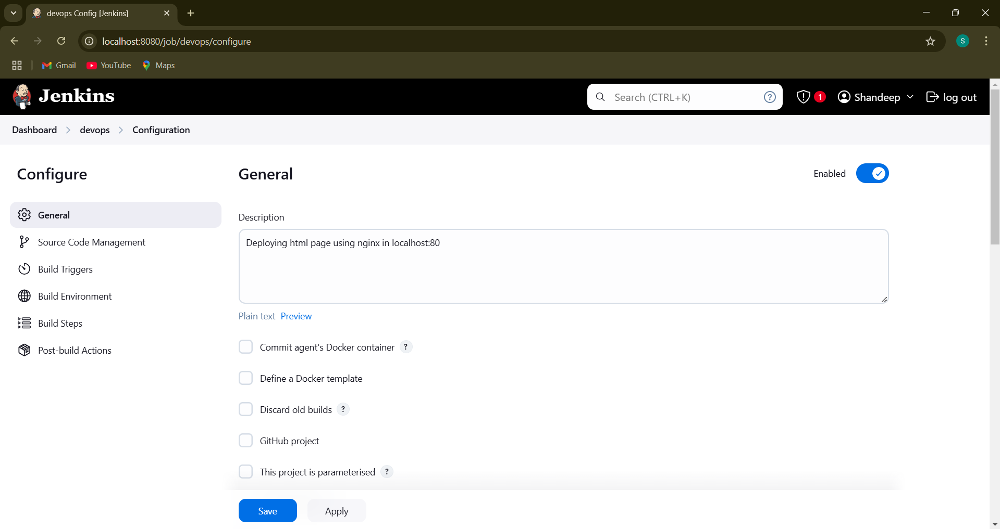 devops Config [Jenkins]
localhost:8080/job/devops/configure
S
Gmail YouTube Maps
Jenkins
Search (CTRL+K) ?
1
Shandeep
log out
Dashboard devops Configuration
Configure
General
Source Code Management
Build Triggers
Build Environment
Build Steps
Post-build Actions
General
Enabled
Description
Deploying html page using nginx in localhost:80
Plain text Preview
Commit agent's Docker container ?
Define a Docker template
Discard old builds ?
GitHub project
This project is parameterised ?
Save Apply